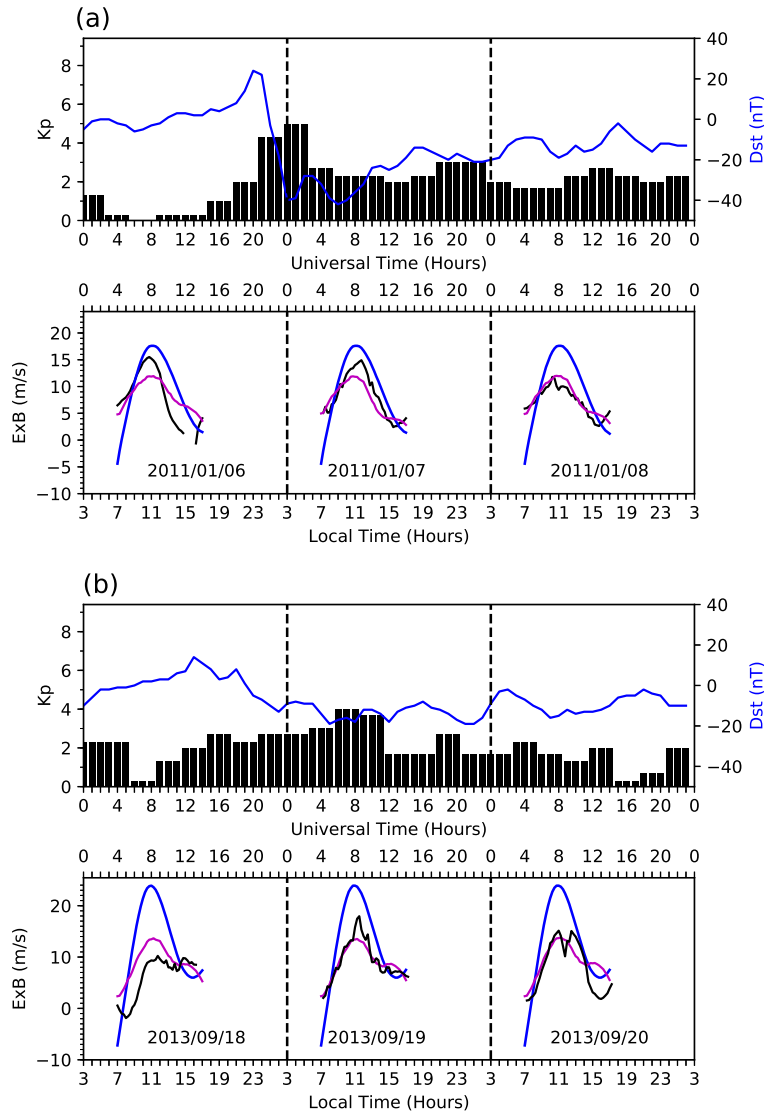 (a)
8
6
4
2
0
Kp
40
20
0
−20
−40
Dst (nT)
0 4 8 12 16 20 0 4 8 12 16 20 0 4 8 12 16 20 3
Universal Time (Hours)
0 4 8 12 16 20 0 4 8 12 16 20 0 4 8 12 16 20 0
20
15
10
5
0
−5
−10
ExB (m/s)
2011/01/06 2011/01/07 2011/01/08
3 7 11 15 19 23 3 7 11 15 19 23 3 7 11 15 19 23 3
Local Time (Hours)
(b)
8
6
4
2
0
Kp
40
20
0
−20
−40
Dst (nT)
0 4 8 12 16 20 0 4 8 12 16 20 0 4 8 12 16 20 3
Universal Time (Hours)
0 4 8 12 16 20 0 4 8 12 16 20 0 4 8 12 16 20 0
20
10
0
−10
ExB (m/s)
2013/09/18 2013/09/19 2013/09/20
3 7 11 15 19 23 3 7 11 15 19 23 3 7 11 15 19 23 3
Local Time (Hours)